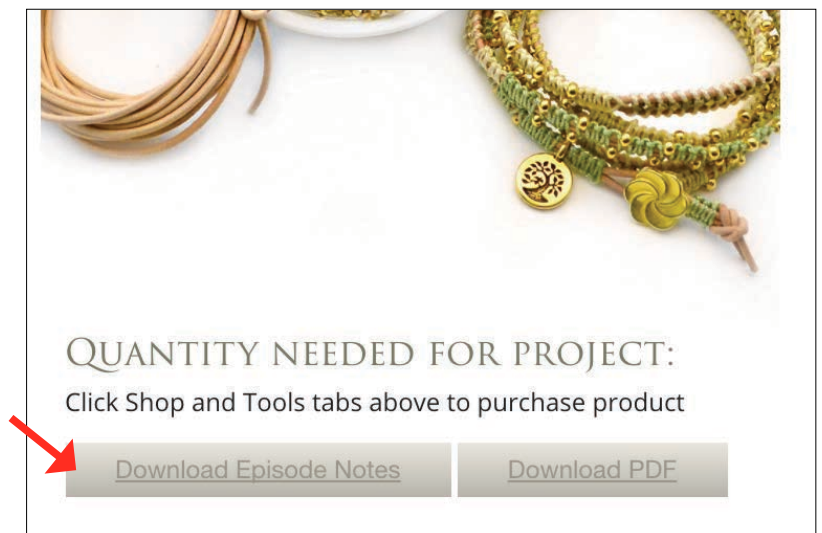 QUANTITY NEEDED FOR PROJECT:
Click Shop and Tools tabs above to purchase product
Download Episode Notes
Download PDF